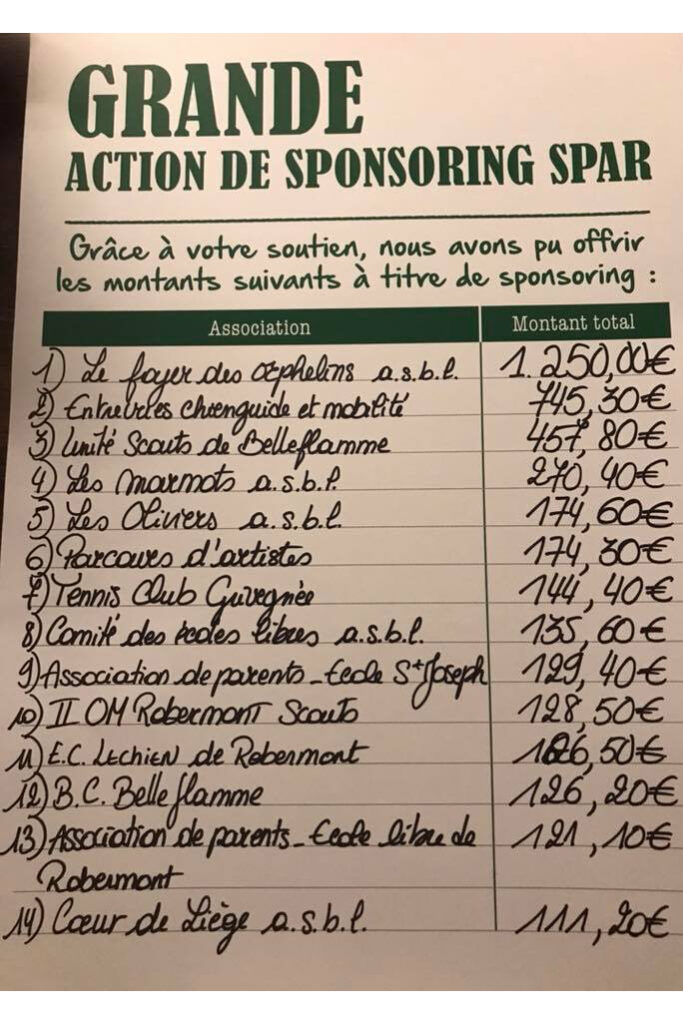 GRANDE
ACTION DE SPONSORING SPAR
Grâce à votre soutien, nous avons pu offrir
les montants suivants à titre de sponsoring :
Association Montant total
1) Le foyer des orphelins a.s.b.l. 1.250,00€
2) Entrevues chienguide et mobilité 745,30€
3) Unité Scouts de Belleflamme 457,80€
4) Les Marmots a.s.b.l. 270,40€
5) Les Oliviers a.s.b.l. 174,60€
6) Parcours d'artistes 174,30€
7) Tennis Club Grivegnée 144,40€
8) Comité des écoles libres a.s.b.l. 135,60€
9) Association de parents - Ecole St Joseph 129,40€
10) II OM Robermont Scouts 128,50€
11) E.C. LECHIEN de Robermont 126,50€
12) B.C. Belleflamme 126,20€
13) Association de parents - Ecole libre de 121,10€
Robermont
14) Cœur de Liège a.s.b.l. 111,20€